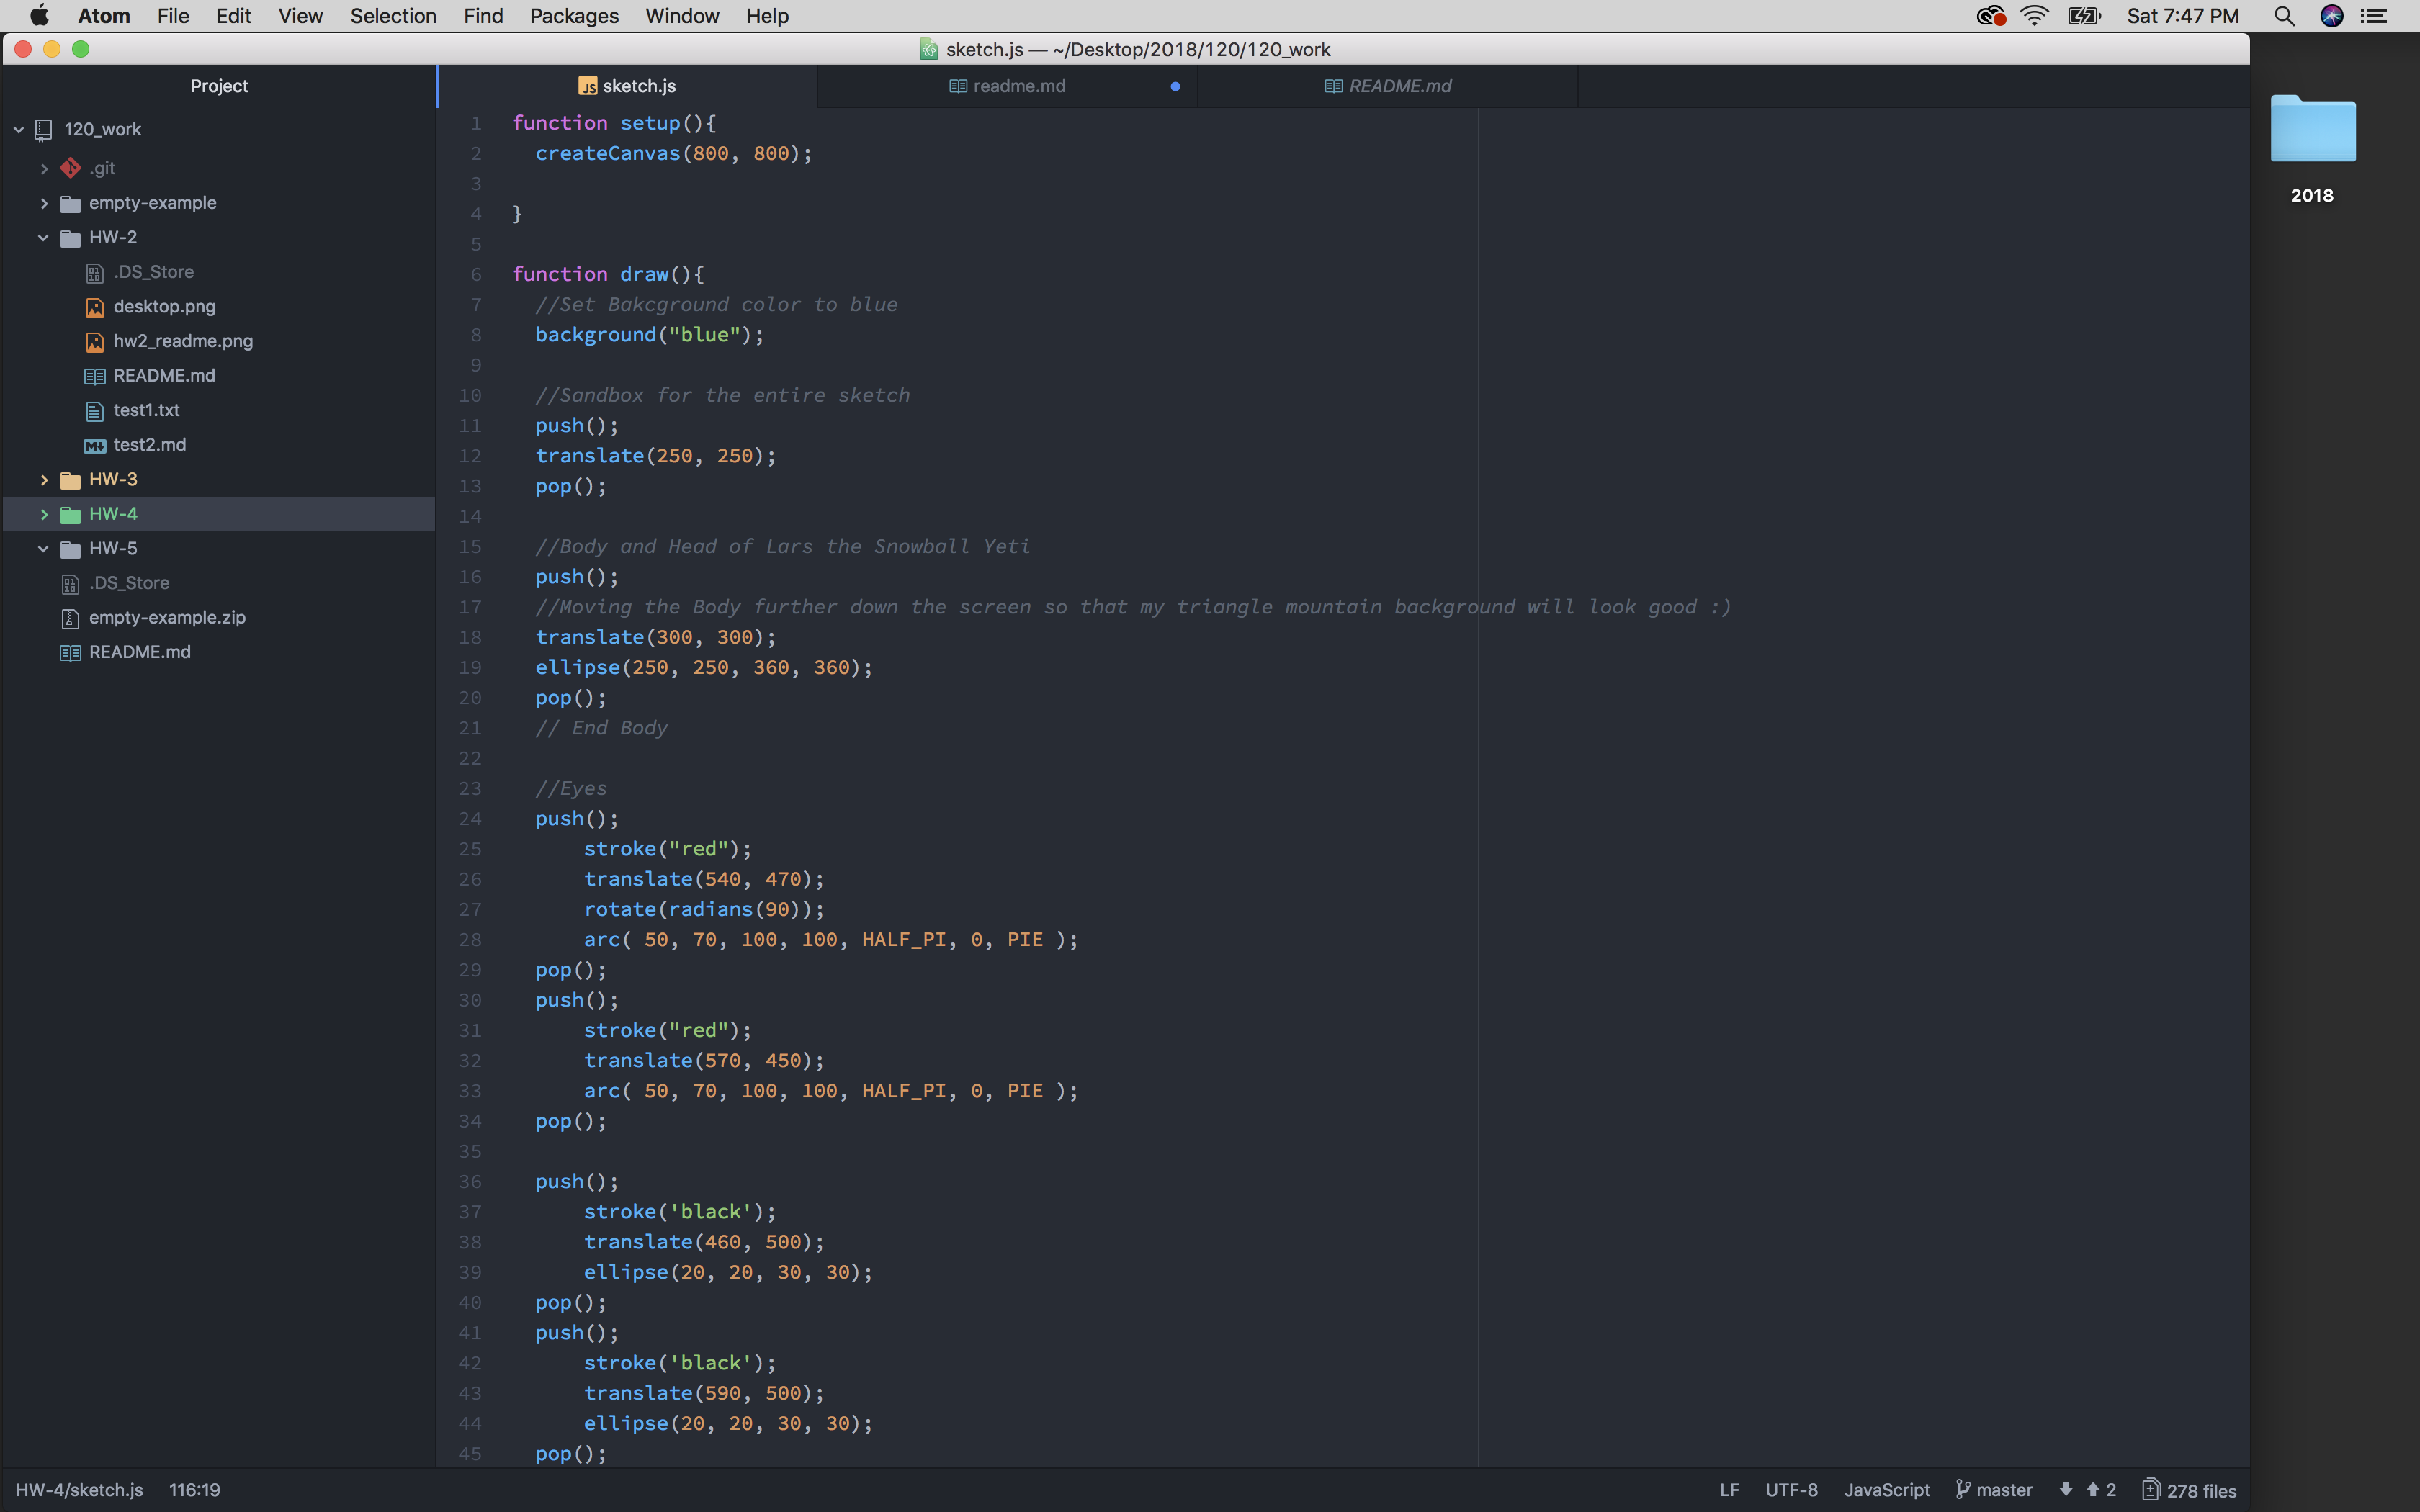 Atom File Edit View Selection Find Packages Window Help Sat 7:47 PM
sketch.js — ~/Desktop/2018/120/120_work
Project
sketch.js readme.md README.md
120_work
.git
empty-example
HW-2
.DS_Store
desktop.png
hw2_readme.png
README.md
test1.txt
test2.md
HW-3
HW-4
HW-5
.DS_Store
empty-example.zip
README.md
1 function setup(){
2 createCanvas(800, 800);
3
4 }
5
6 function draw(){
7 //Set Bakcground color to blue
8 background("blue");
9
10 //Sandbox for the entire sketch
11 push();
12 translate(250, 250);
13 pop();
14
15 //Body and Head of Lars the Snowball Yeti
16 push();
17 //Moving the Body further down the screen so that my triangle mountain background will look good :)
18 translate(300, 300);
19 ellipse(250, 250, 360, 360);
20 pop();
21 // End Body
22
23 //Eyes
24 push();
25 stroke("red");
26 translate(540, 470);
27 rotate(radians(90));
28 arc( 50, 70, 100, 100, HALF_PI, 0, PIE );
29 pop();
30 push();
31 stroke("red");
32 translate(570, 450);
33 arc( 50, 70, 100, 100, HALF_PI, 0, PIE );
34 pop();
35
36 push();
37 stroke('black');
38 translate(460, 500);
39 ellipse(20, 20, 30, 30);
40 pop();
41 push();
42 stroke('black');
43 translate(590, 500);
44 ellipse(20, 20, 30, 30);
45 pop();
2018
HW-4/sketch.js 116:19 LF UTF-8 JavaScript master 2 278 files